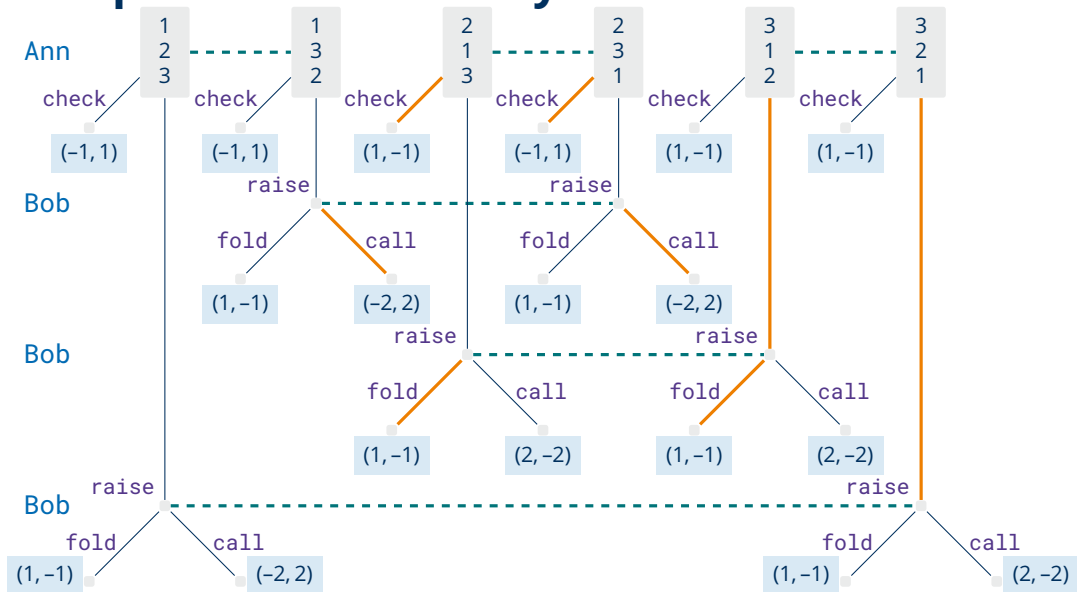 1 1 2 2 3 3
Ann 2 3 1 3 1 2
3 2 3 1 2 1
check check check check check check
(–1, 1) (–1, 1) (1, –1) (–1, 1) (1, –1) (1, –1)
raise raise
Bob
fold call fold call
(1, –1) (–2, 2) (1, –1) (–2, 2)
raise raise
Bob
fold call fold call
(1, –1) (2, –2) (1, –1) (2, –2)
raise raise
Bob
fold call fold call
(1, –1) (–2, 2) (1, –1) (2, –2)